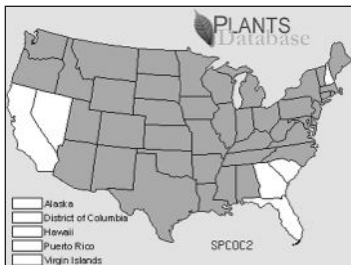 PLANTS
Database
Alaska
District of Columbia
Hawaii
Puerto Rico
Virgin Islands
SPCOC2